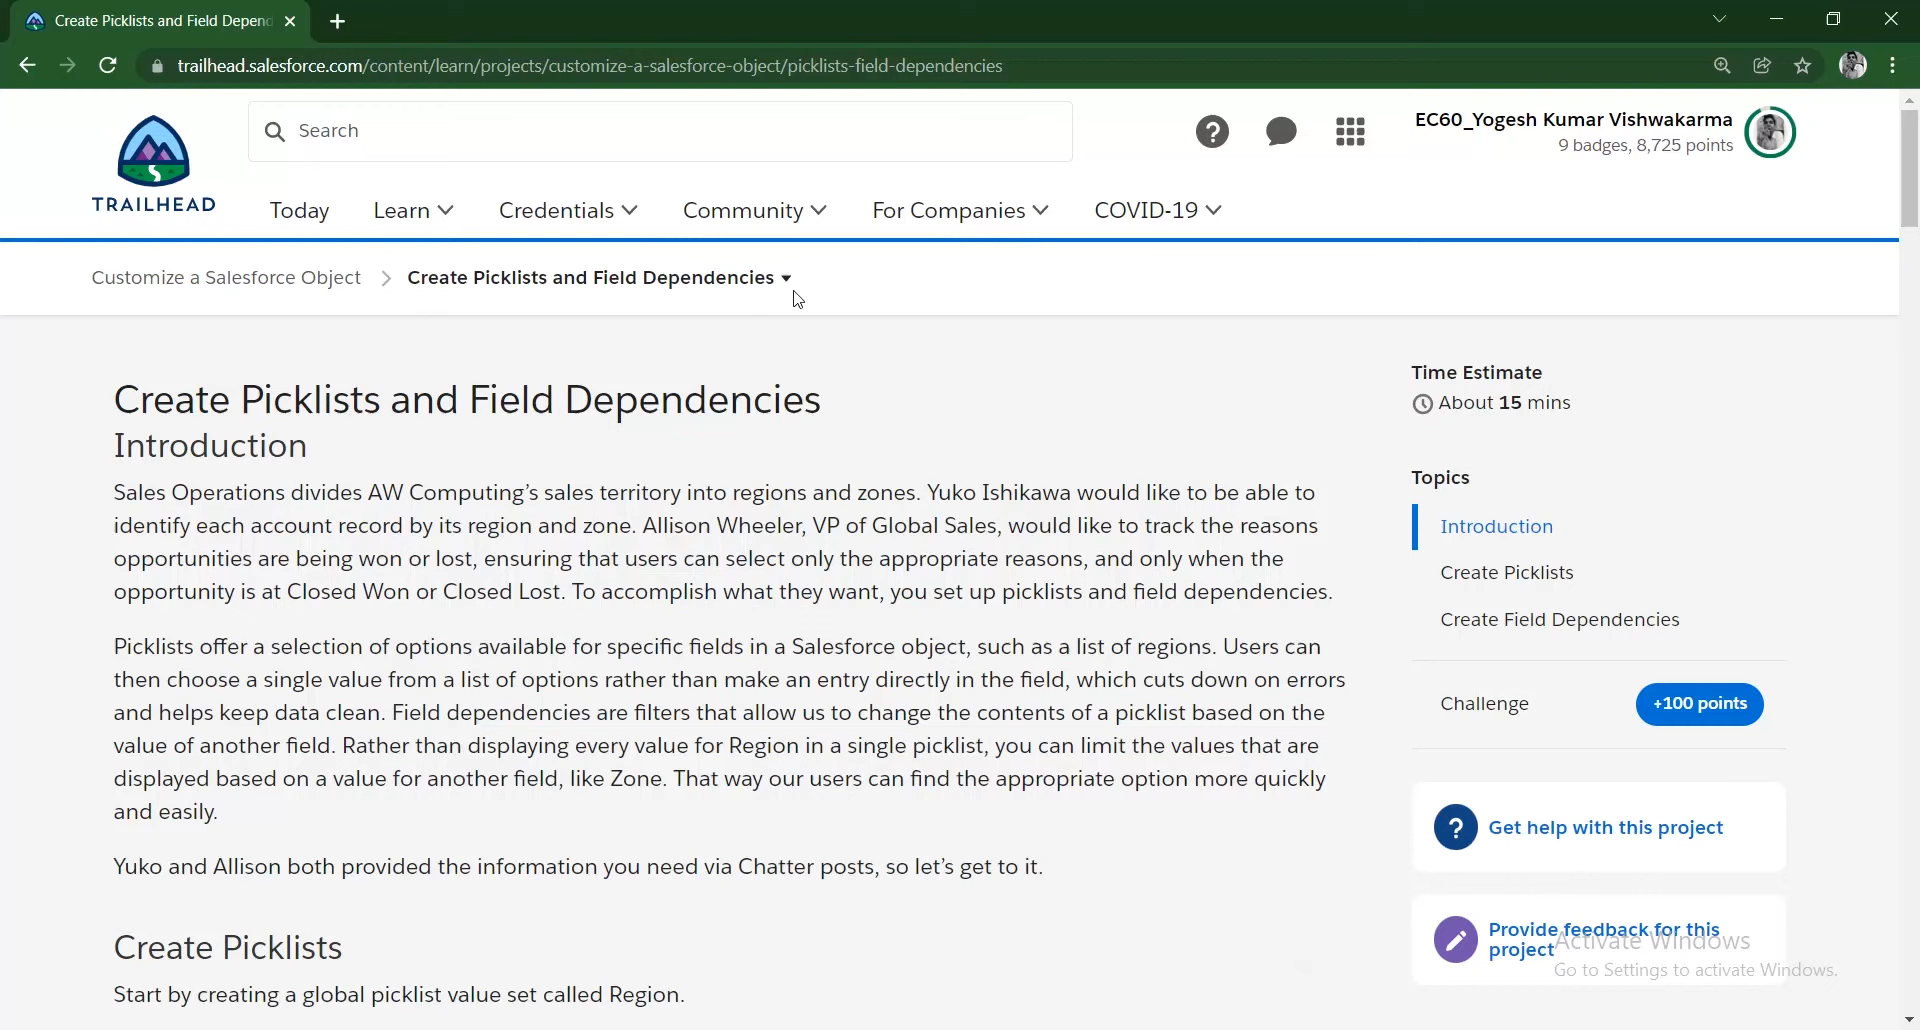 Create Picklists and Field Depend
trailhead.salesforce.com/content/learn/projects/customize-a-salesforce-object/picklists-field-dependencies
TRAILHEAD
Search
EC60_Yogesh Kumar Vishwakarma
9 badges, 8,725 points
Today Learn Credentials Community For Companies COVID-19
Customize a Salesforce Object Create Picklists and Field Dependencies
Create Picklists and Field Dependencies
Introduction
Sales Operations divides AW Computing’s sales territory into regions and zones. Yuko Ishikawa would like to be able to
identify each account record by its region and zone. Allison Wheeler, VP of Global Sales, would like to track the reasons
opportunities are being won or lost, ensuring that users can select only the appropriate reasons, and only when the
opportunity is at Closed Won or Closed Lost. To accomplish what they want, you set up picklists and field dependencies.
Picklists offer a selection of options available for specific fields in a Salesforce object, such as a list of regions. Users can
then choose a single value from a list of options rather than make an entry directly in the field, which cuts down on errors
and helps keep data clean. Field dependencies are filters that allow us to change the contents of a picklist based on the
value of another field. Rather than displaying every value for Region in a single picklist, you can limit the values that are
displayed based on a value for another field, like Zone. That way our users can find the appropriate option more quickly
and easily.
Yuko and Allison both provided the information you need via Chatter posts, so let’s get to it.
Create Picklists
Start by creating a global picklist value set called Region.
Time Estimate
About 15 mins
Topics
Introduction
Create Picklists
Create Field Dependencies
Challenge +100 points
Get help with this project
Provide feedback for this
project
Activate Windows
Go to Settings to activate Windows.